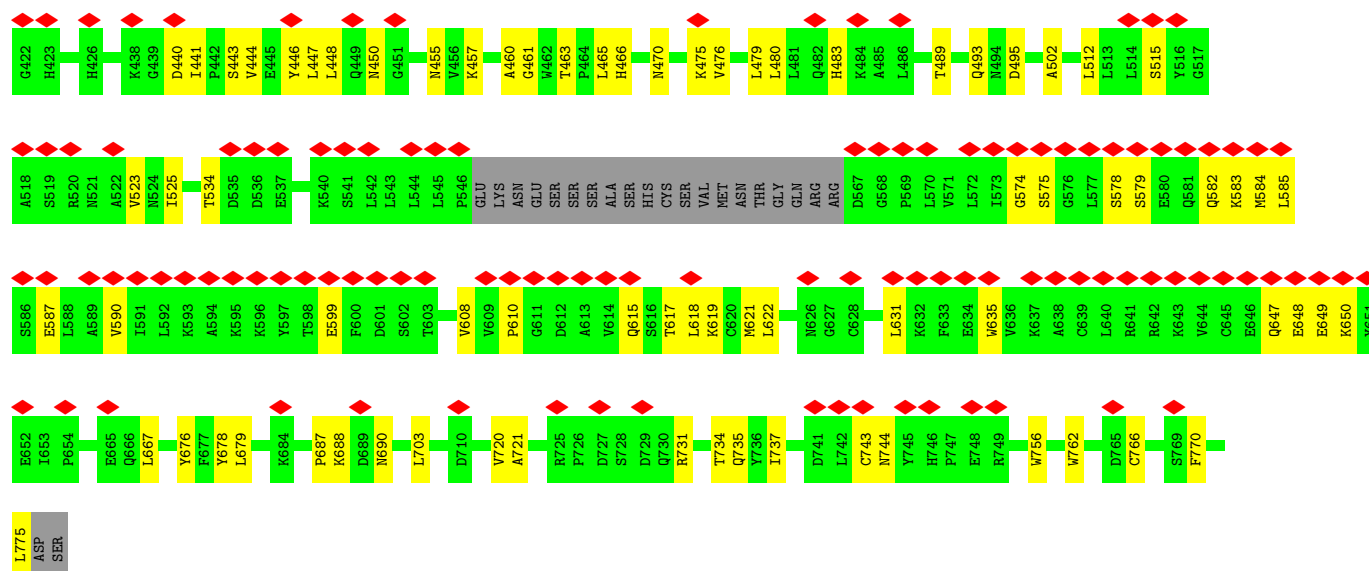 G422 H423 H426 K438 G439 D440 I441 P442 S443 V444 E445 Y446 L447 L448 Q449 N450 G451 N455 V456 K457 A460 G461 W462 T463 P464 L465 H466 N470 K475 V476 L479 L480 L481 Q482 H483 K484 A485 L486 T489 Q493 N494 D495 A502 L512 L513 L514 S515 Y516 G517
A518 S519 R520 N521 A522 V523 N524 I525 T534 D535 D536 E537 K540 S541 L542 L543 L544 L545 P546 GLU LYS ASN GLU SER SER SER ALA SER HIS CYS SER VAL MET ASN THR GLY GLN ARG ARG D567 G568 P569 L570 V571 L572 I573 G574 S575 G576 L577 S578 S579 E580 Q581 Q582 K583 M584 L585
S586 E587 L588 A589 V590 I591 L592 K593 A594 K595 K596 Y597 T598 E599 F600 D601 S602 T603 V608 V609 P610 G611 D612 A613 V614 Q615 S616 T617 L618 K619 C620 M621 L622 N626 G627 C628 L631 K632 F633 E634 W635 V636 K637 A638 C639 L640 R641 R642 K643 V644 C645 E646 Q647 E648 E649 K650
E652 I653 P654 E665 Q666 L667 Y676 F677 Y678 L679 K684 P687 K688 D689 N690 L703 D710 V720 A721 R725 P726 D727 S728 D729 Q730 R731 T734 Q735 Y736 I737 D741 L742 C743 N744 Y745 H746 P747 E748 R749 W756 W762 D765 C766 S769 F770
L775 ASP SER